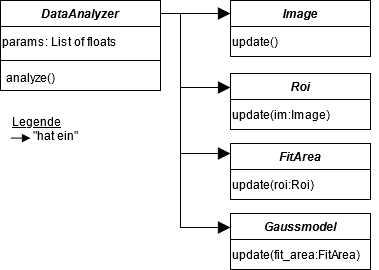 DataAnalyzer
params: List of floats
analyze()
Legende
"hat ein"
Image
update()
Roi
update(im:Image)
FitArea
update(roi:Roi)
Gaussmodel
update(fit_area:FitArea)